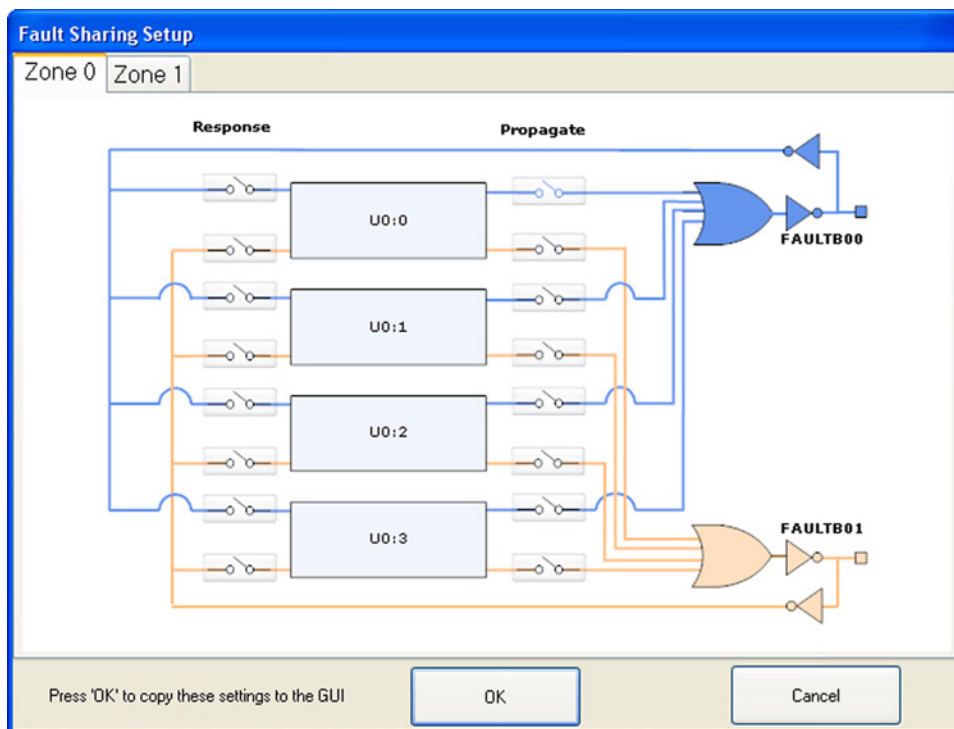 Fault Sharing Setup
Zone 0 Zone 1
Response Propagate
U0:0
FAULTB00
U0:1
U0:2
FAULTB01
U0:3
Press 'OK' to copy these settings to the GUI OK Cancel